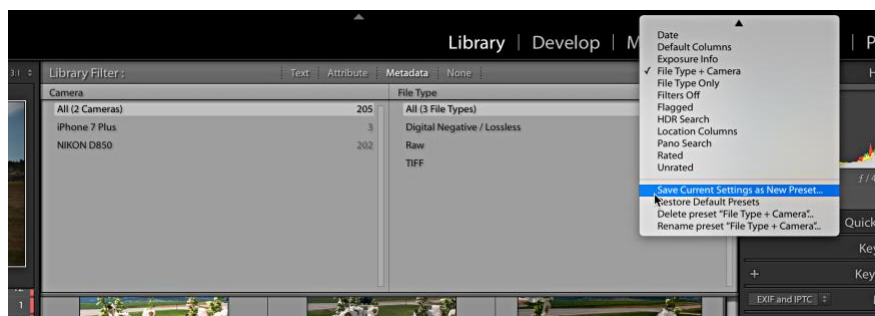 Library | Develop | M
| P
3:1
Library Filter :
Text
Attribute
Metadata
None
H
Camera
File Type
All (2 Cameras)
205
All (3 File Types)
iPhone 7 Plus
3
Digital Negative / Lossless
NIKON D850
202
Raw
TIFF
Date
Default Columns
Exposure Info
✓ File Type + Camera
File Type Only
Filters Off
Flagged
HDR Search
Location Columns
Pano Search
Rated
Unrated
Save Current Settings as New Preset...
Restore Default Presets
Delete preset “File Type + Camera”...
Rename preset “File Type + Camera”...
ƒ / 4
Quick
Key
+ Key
EXIF and IPTC
1